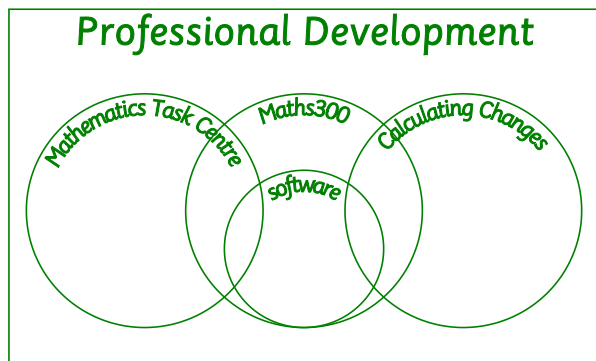 Professional Development
Mathematics Task Centre
Maths300
Calculating Changes
software